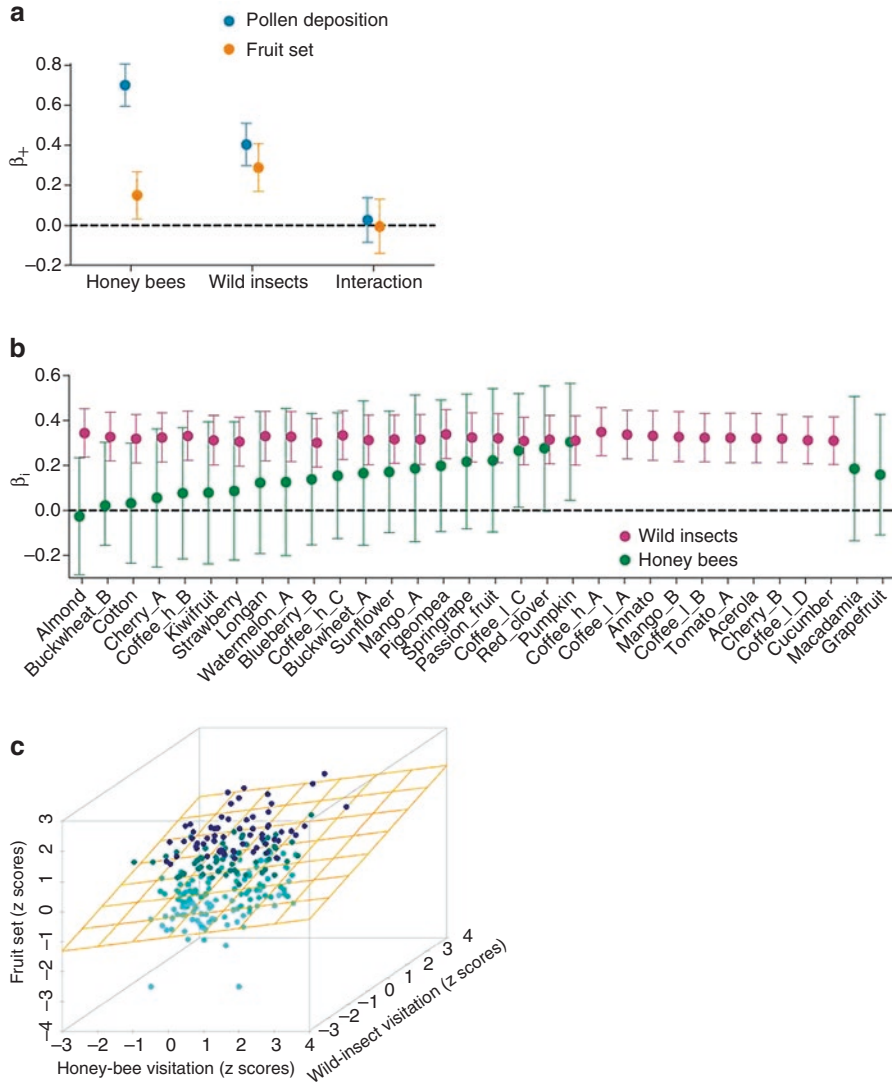 a
Pollen deposition
Fruit set
0.8
0.6
0.4
0.2
0.0
−0.2
β+
Honey bees
Wild insects
Interaction
b
0.6
0.4
0.2
0.0
−0.2
βi
Wild insects
Honey bees
Almond
Buckwheat_B
Cotton
Cherry_A
Coffee_h_B
Kiwifruit
Strawberry
Longan
Watermelon_A
Blueberry_B
Coffee_h_C
Buckwheet_A
Sunflower
Mango_A
Pigeonpea
Springrape
Passion_fruit
Coffee_l_C
Red_clover
Pumpkin
Coffee_h_A
Coffee_l_A
Annato
Mango_B
Coffee_l_B
Tomato_A
Acerola
Cherry_B
Coffee_l_D
Cucumber
Macadamia
Grapefruit
c
3
2
1
0
−1
−2
−3
−4
Fruit set (z scores)
−3 −2 −1 0 1 2 3 4
Honey-bee visitation (z scores)
−3 −2 −1 0 1 2 3 4
Wild-insect visitation (z scores)